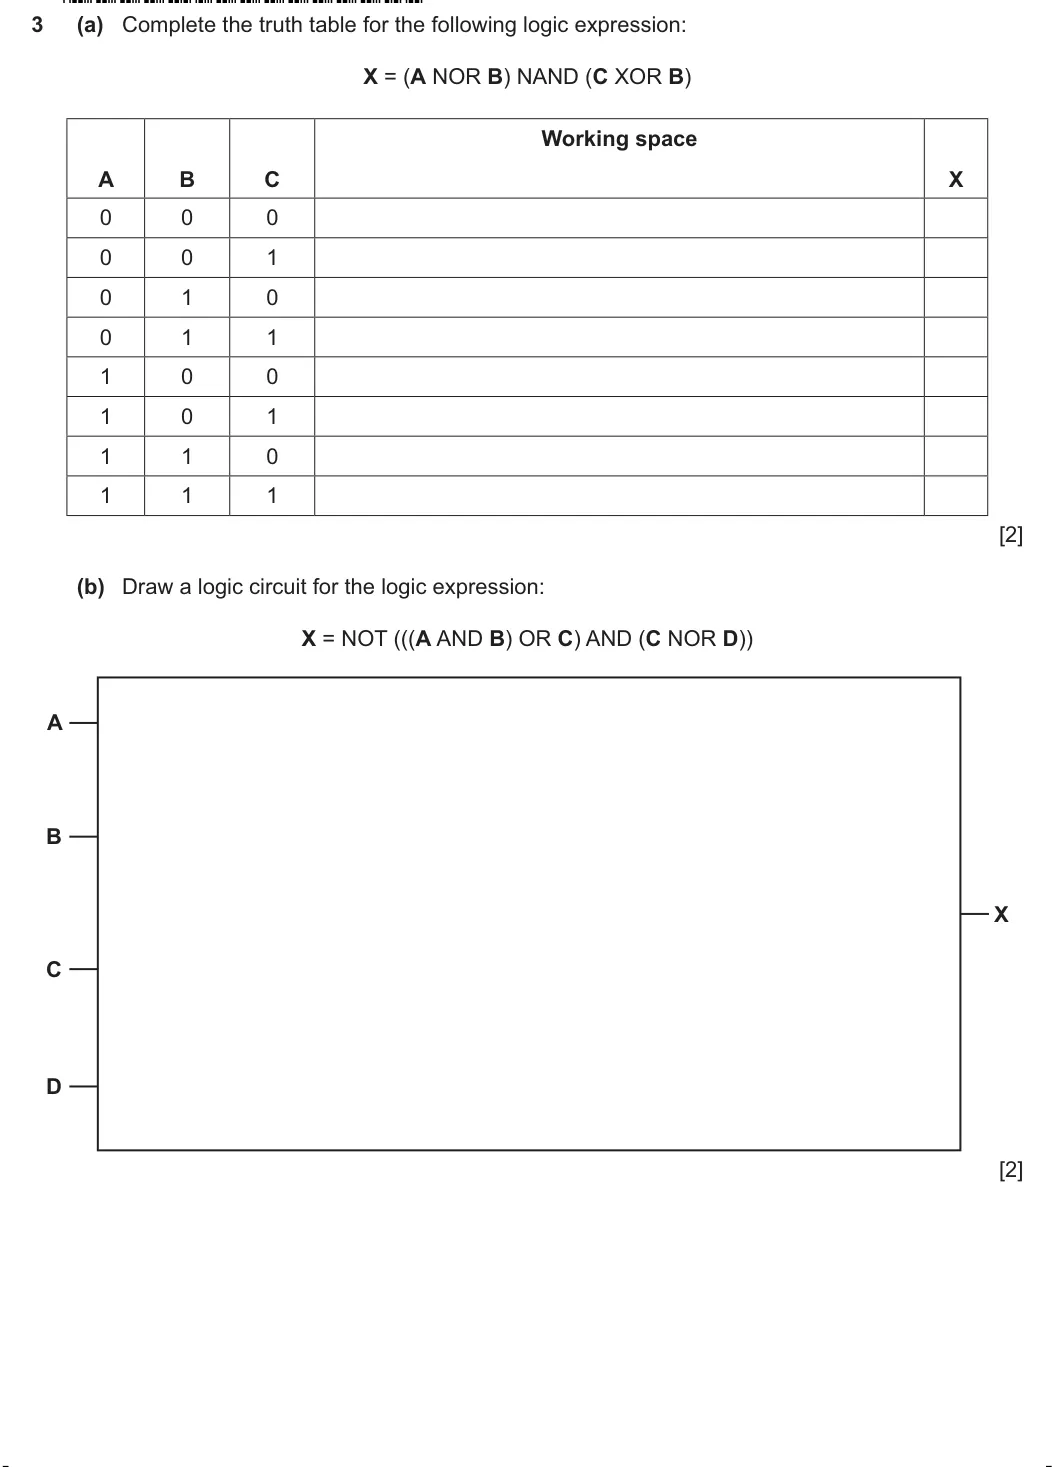 3 (a) Complete the truth table for the following logic expression:
X = (A NOR B) NAND (C XOR B)
Working space
A B C X
0 0 0
0 0 1
0 1 0
0 1 1
1 0 0
1 0 1
1 1 0
1 1 1
[2]
(b) Draw a logic circuit for the logic expression:
X = NOT (((A AND B) OR C) AND (C NOR D))
A
B
X
C
D
[2]